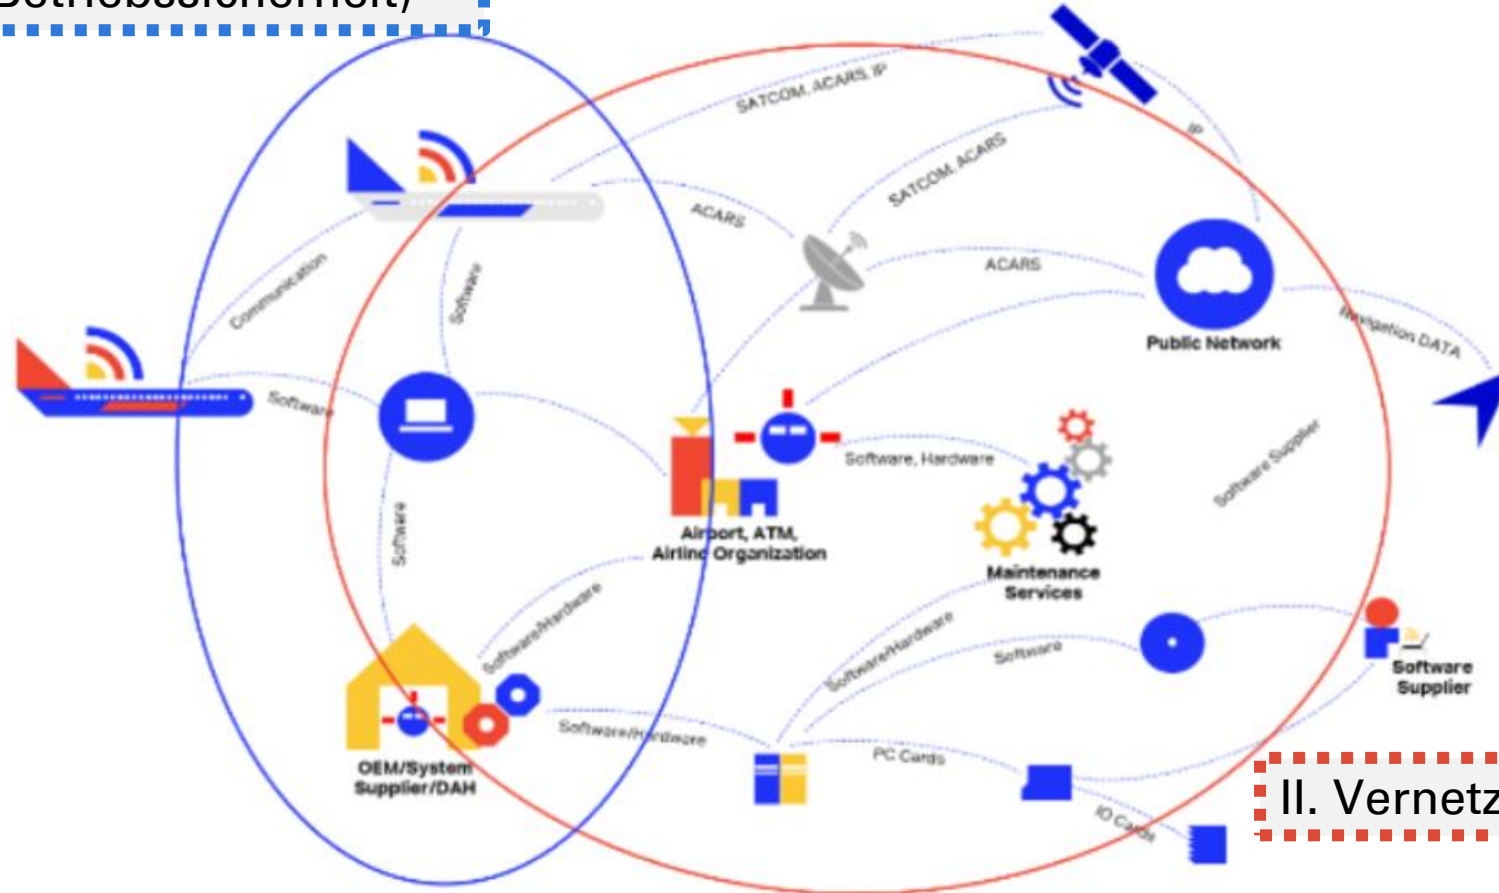 Betriebssicherheit)
SATCOM, ACARS, IP
IP
SATCOM, ACARS
ACARS
ACARS
Communication
Software
Public Network
Navigation DATA
Software
Software, Hardware
Software Supplier
Software
Airport, ATM,
Airline Organization
Maintenance
Services
Software/Hardware
Software/Hardware
Software
Software
Supplier
Software/Hardware
PC Cards
OEM/System
Supplier/DAH
II. Vernetz
IO Cards